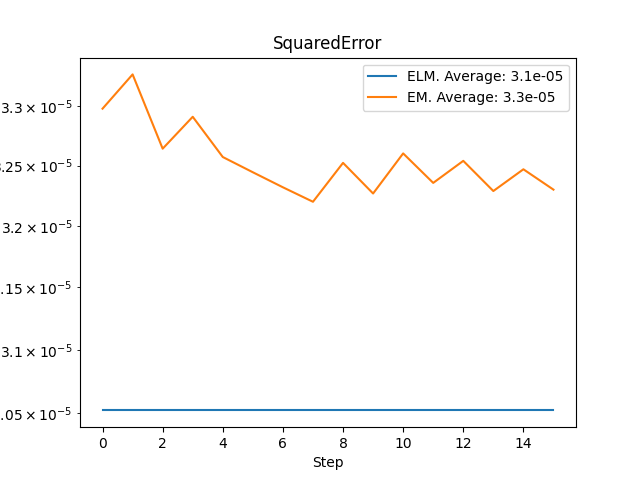 SquaredError
ELM. Average: 3.1e-05
EM. Average: 3.3e-05
3.3 × 10⁻⁵
.25 × 10⁻⁵
3.2 × 10⁻⁵
.15 × 10⁻⁵
3.1 × 10⁻⁵
.05 × 10⁻⁵
0 2 4 6 8 10 12 14
Step